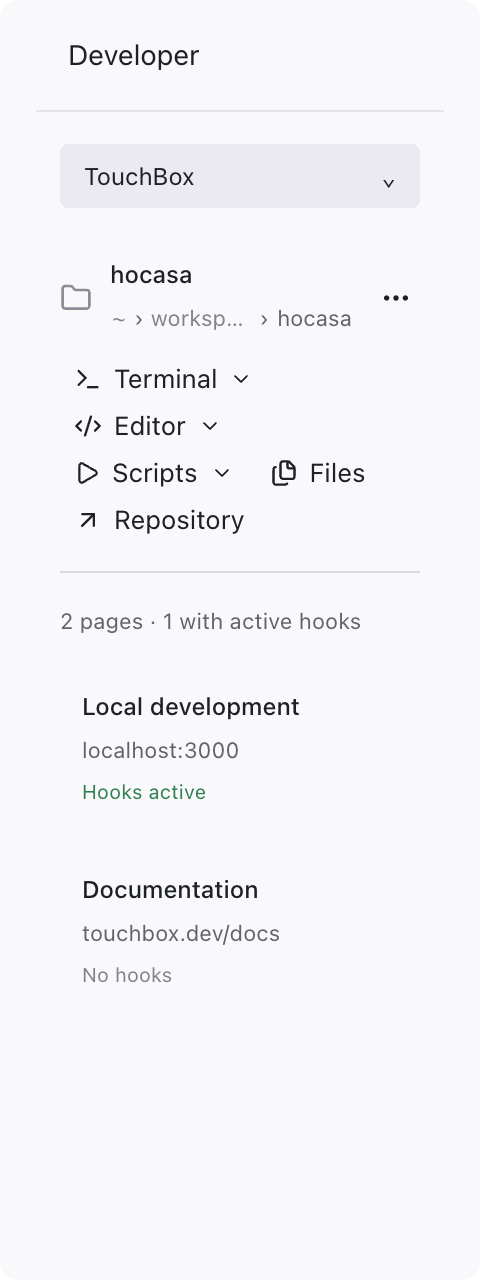 Developer
TouchBox
hocasa
~ › worksp... › hocasa
Terminal
Editor
Scripts Files
Repository
2 pages · 1 with active hooks
Local development
localhost:3000
Hooks active
Documentation
touchbox.dev/docs
No hooks